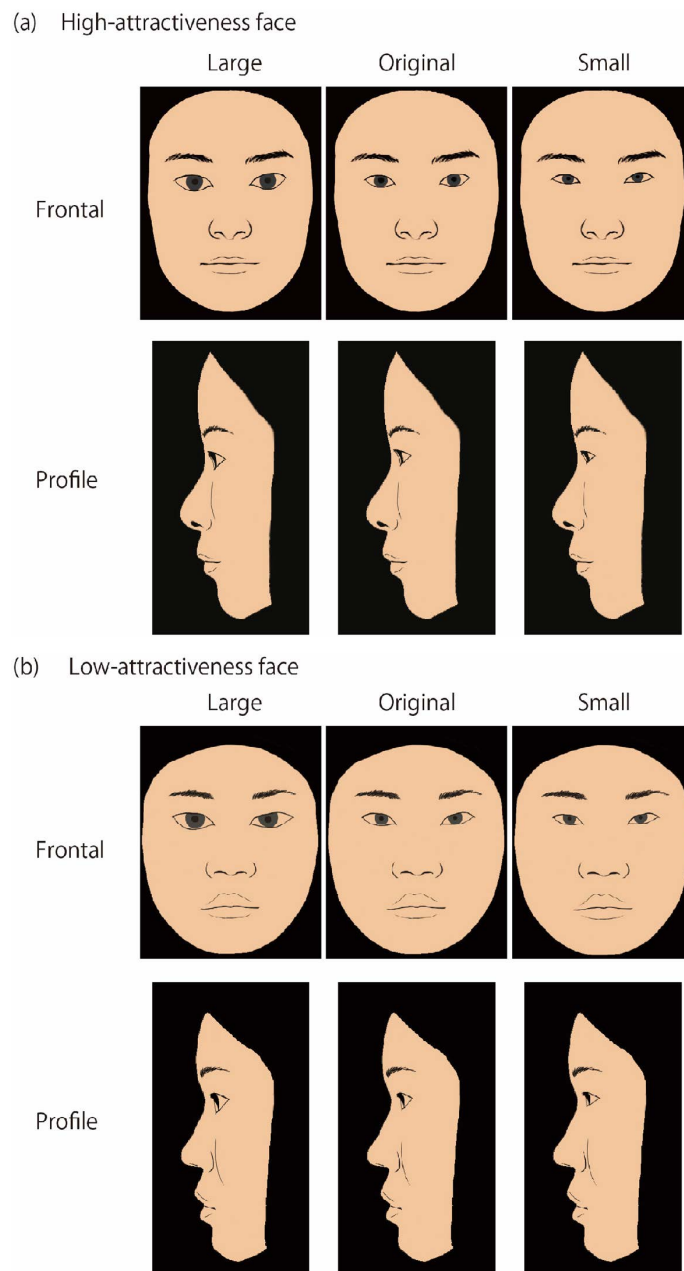 (a) High-attractiveness face
Large Original Small
Frontal
Profile
(b) Low-attractiveness face
Large Original Small
Frontal
Profile